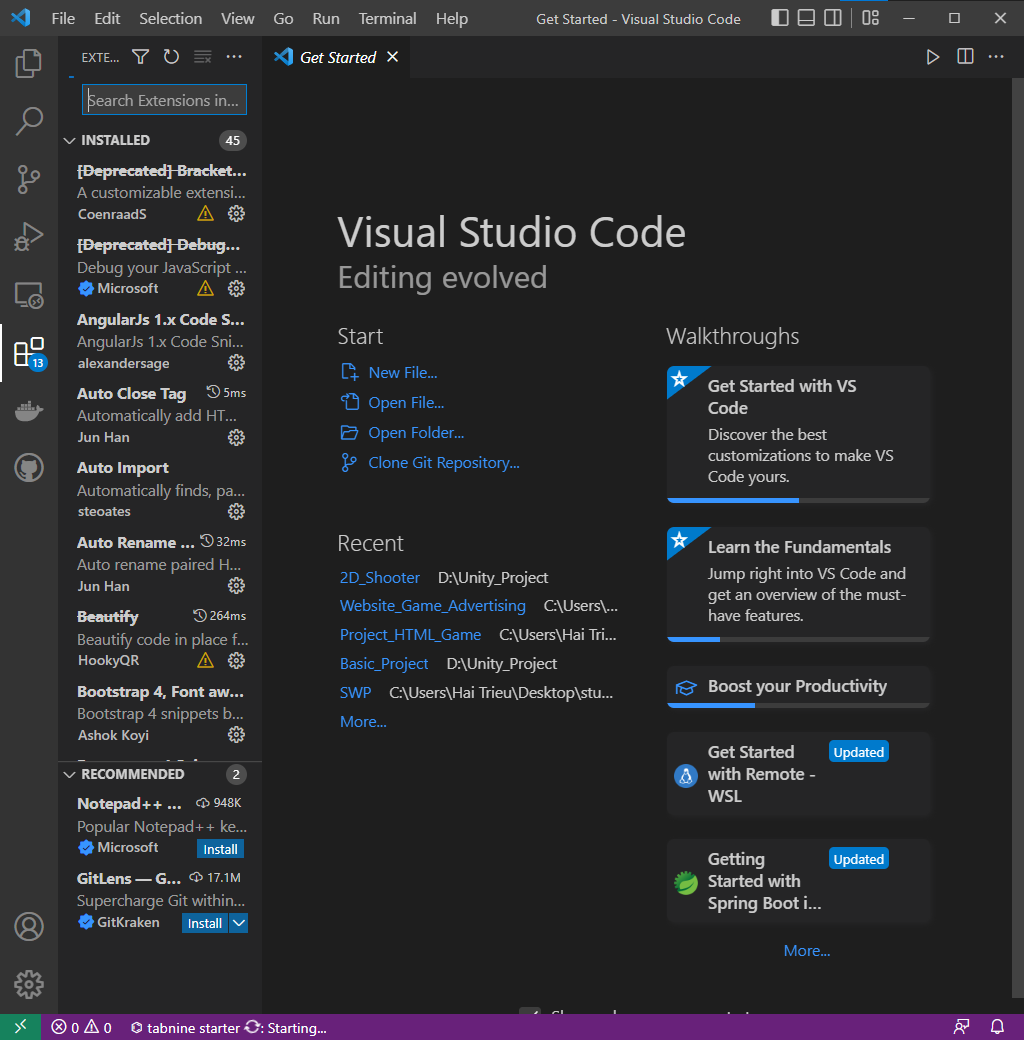 File Edit Selection View Go Run Terminal Help Get Started - Visual Studio Code
EXTE...
Get Started
Search Extensions in...
INSTALLED 45
[Deprecated] Bracket...
A customizable extensi...
CoenraadS
[Deprecated] Debug...
Debug your JavaScript ...
Microsoft
AngularJs 1.x Code S...
AngularJs 1.x Code Sni...
alexandersage
13
Auto Close Tag 5ms
Automatically add HT...
Jun Han
Auto Import
Automatically finds, pa...
steoates
Auto Rename ... 32ms
Auto rename paired H...
Jun Han
Beautify 264ms
Beautify code in place f...
HookyQR
Bootstrap 4, Font aw...
Bootstrap 4 snippets b...
Ashok Koyi
RECOMMENDED 2
Notepad++ ... 948K
Popular Notepad++ ke...
Microsoft Install
GitLens — G... 17.1M
Supercharge Git within...
GitKraken Install
Visual Studio Code
Editing evolved
Start
New File...
Open File...
Open Folder...
Clone Git Repository...
Recent
2D_Shooter D:\Unity_Project
Website_Game_Advertising C:\Users\...
Project_HTML_Game C:\Users\Hai Tri...
Basic_Project D:\Unity_Project
SWP C:\Users\Hai Trieu\Desktop\stu...
More...
Walkthroughs
Get Started with VS
Code
Discover the best
customizations to make VS
Code yours.
Learn the Fundamentals
Jump right into VS Code and
get an overview of the must-
have features.
Boost your Productivity
Get Started Updated
with Remote -
WSL
Getting Updated
Started with
Spring Boot i...
More...
0 0 tabnine starter : Starting...